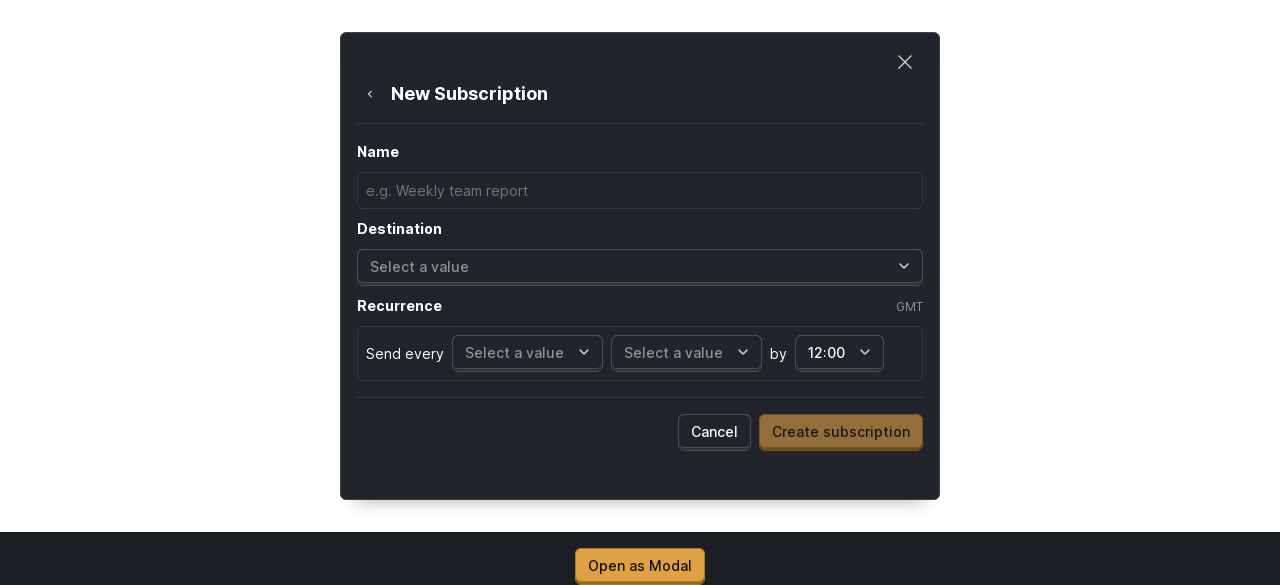 New Subscription
Name
e.g. Weekly team report
Destination
Select a value
Recurrence GMT
Send every Select a value Select a value by 12:00
Cancel Create subscription
Open as Modal